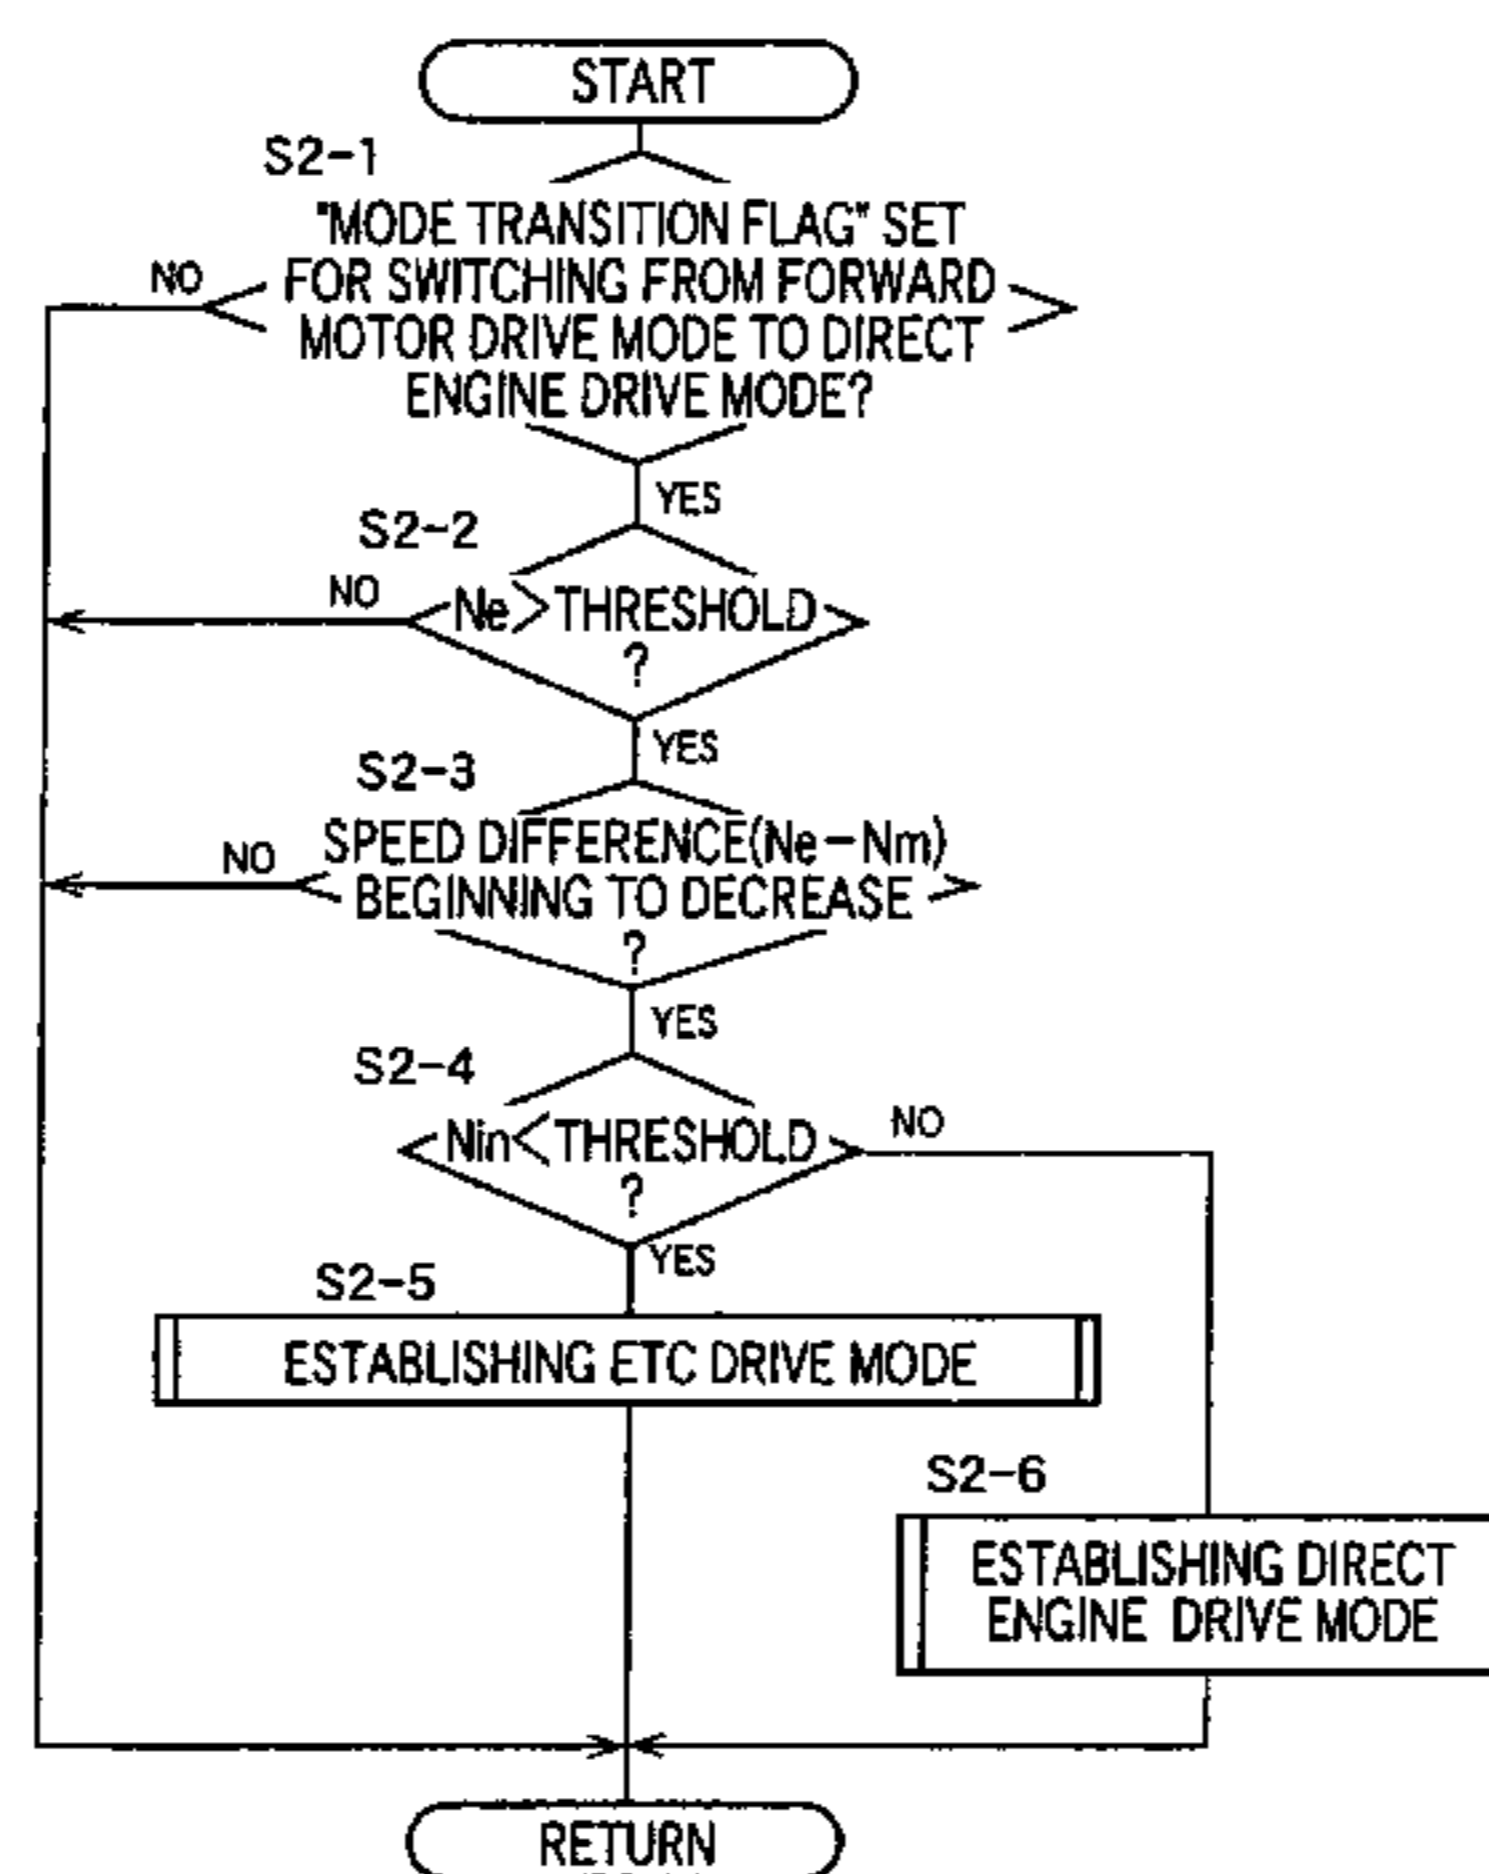 START
S2-1
"MODE TRANSITION FLAG" SET
FOR SWITCHING FROM FORWARD
MOTOR DRIVE MODE TO DIRECT
ENGINE DRIVE MODE?
NO
YES
S2-2
Ne>THRESHOLD
?
NO
YES
S2-3
SPEED DIFFERENCE(Ne-Nm)
BEGINNING TO DECREASE
?
NO
YES
S2-4
Nin<THRESHOLD
?
NO
YES
S2-5
ESTABLISHING ETC DRIVE MODE
S2-6
ESTABLISHING DIRECT
ENGINE DRIVE MODE
RETURN